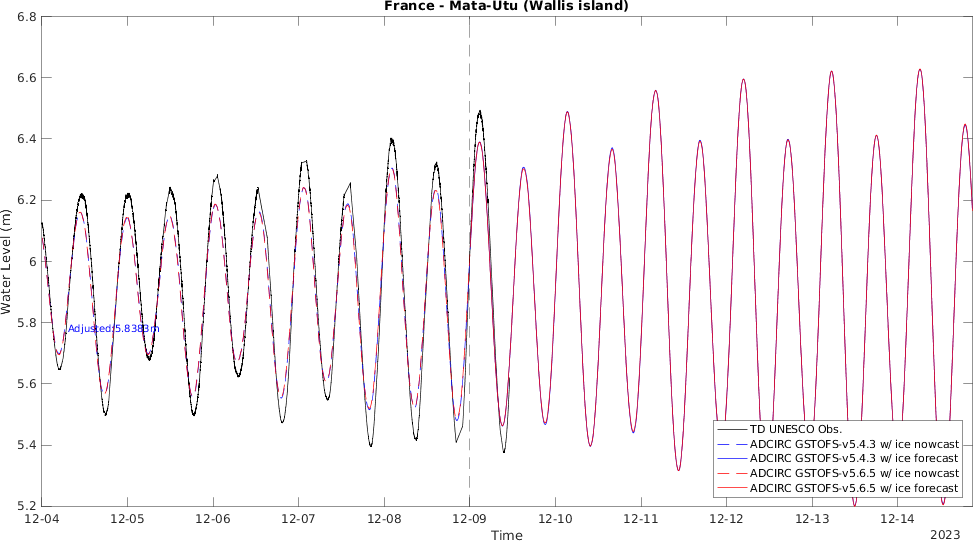 France - Mata-Utu (Wallis island)
6.8
6.6
6.4
6.2
6
5.8
5.6
5.4
5.2
Water Level (m)
Adjusted:5.8383m
TD UNESCO Obs.
ADCIRC GSTOFS-v5.4.3 w/ ice nowcast
ADCIRC GSTOFS-v5.4.3 w/ ice forecast
ADCIRC GSTOFS-v5.6.5 w/ ice nowcast
ADCIRC GSTOFS-v5.6.5 w/ ice forecast
12-04 12-05 12-06 12-07 12-08 12-09 12-10 12-11 12-12 12-13 12-14
Time
2023